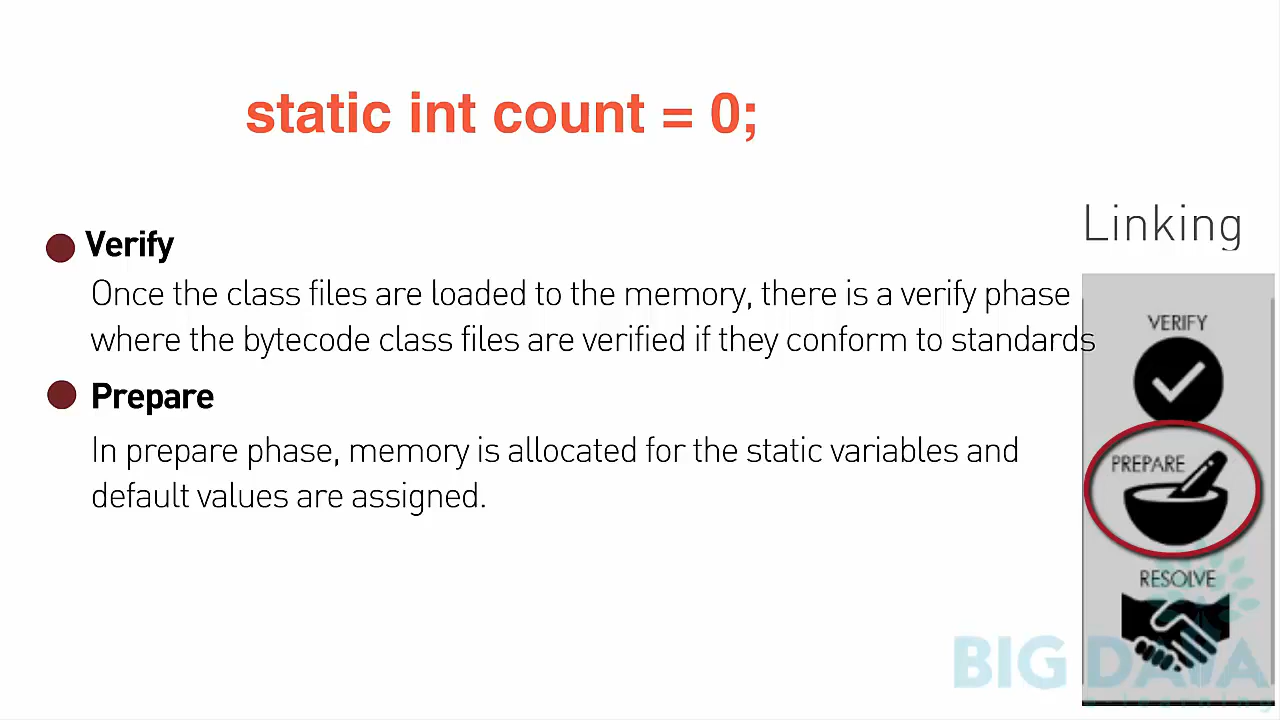 static int count = 0;
Linking
Verify
Once the class files are loaded to the memory, there is a verify phase
where the bytecode class files are verified if they conform to standards
Prepare
In prepare phase, memory is allocated for the static variables and
default values are assigned.
VERIFY
PREPARE
RESOLVE
BIG DATA
learning